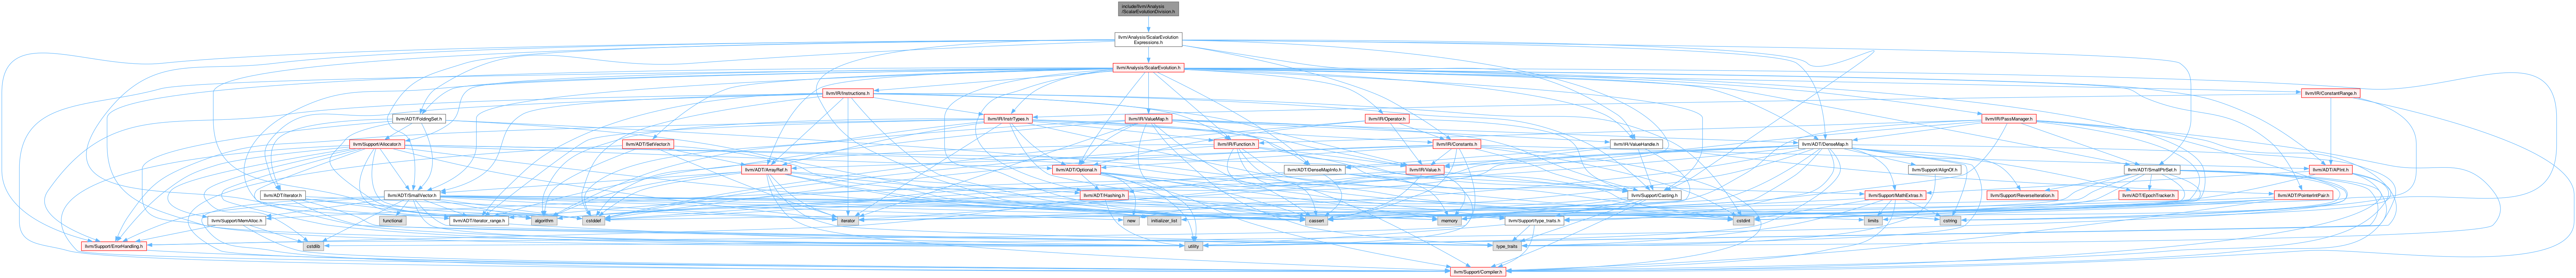 include/llvm/Analysis
/ScalarEvolutionDivision.h
llvm/Analysis/ScalarEvolution
Expressions.h
llvm/Analysis/ScalarEvolution.h
llvm/IR/Instructions.h
llvm/IR/ConstantRange.h
llvm/ADT/FoldingSet.h
llvm/IR/InstrTypes.h
llvm/IR/ValueMap.h
llvm/IR/Operator.h
llvm/IR/PassManager.h
llvm/Support/Allocator.h
llvm/ADT/SetVector.h
llvm/IR/Function.h
llvm/IR/Constants.h
llvm/IR/ValueHandle.h
llvm/ADT/DenseMap.h
llvm/ADT/ArrayRef.h
llvm/ADT/Optional.h
llvm/ADT/DenseMapInfo.h
llvm/IR/Value.h
llvm/Support/AlignOf.h
llvm/ADT/SmallPtrSet.h
llvm/ADT/APInt.h
llvm/ADT/iterator.h
llvm/ADT/SmallVector.h
llvm/ADT/Hashing.h
llvm/Support/Casting.h
llvm/Support/MathExtras.h
llvm/Support/ReverseIteration.h
llvm/ADT/EpochTracker.h
llvm/ADT/PointerIntPair.h
llvm/Support/MemAlloc.h
functional
llvm/ADT/iterator_range.h
algorithm
cstddef
iterator
new
initializer_list
cassert
memory
llvm/Support/type_traits.h
cstdint
limits
cstring
llvm/Support/ErrorHandling.h
cstdlib
utility
type_traits
llvm/Support/Compiler.h